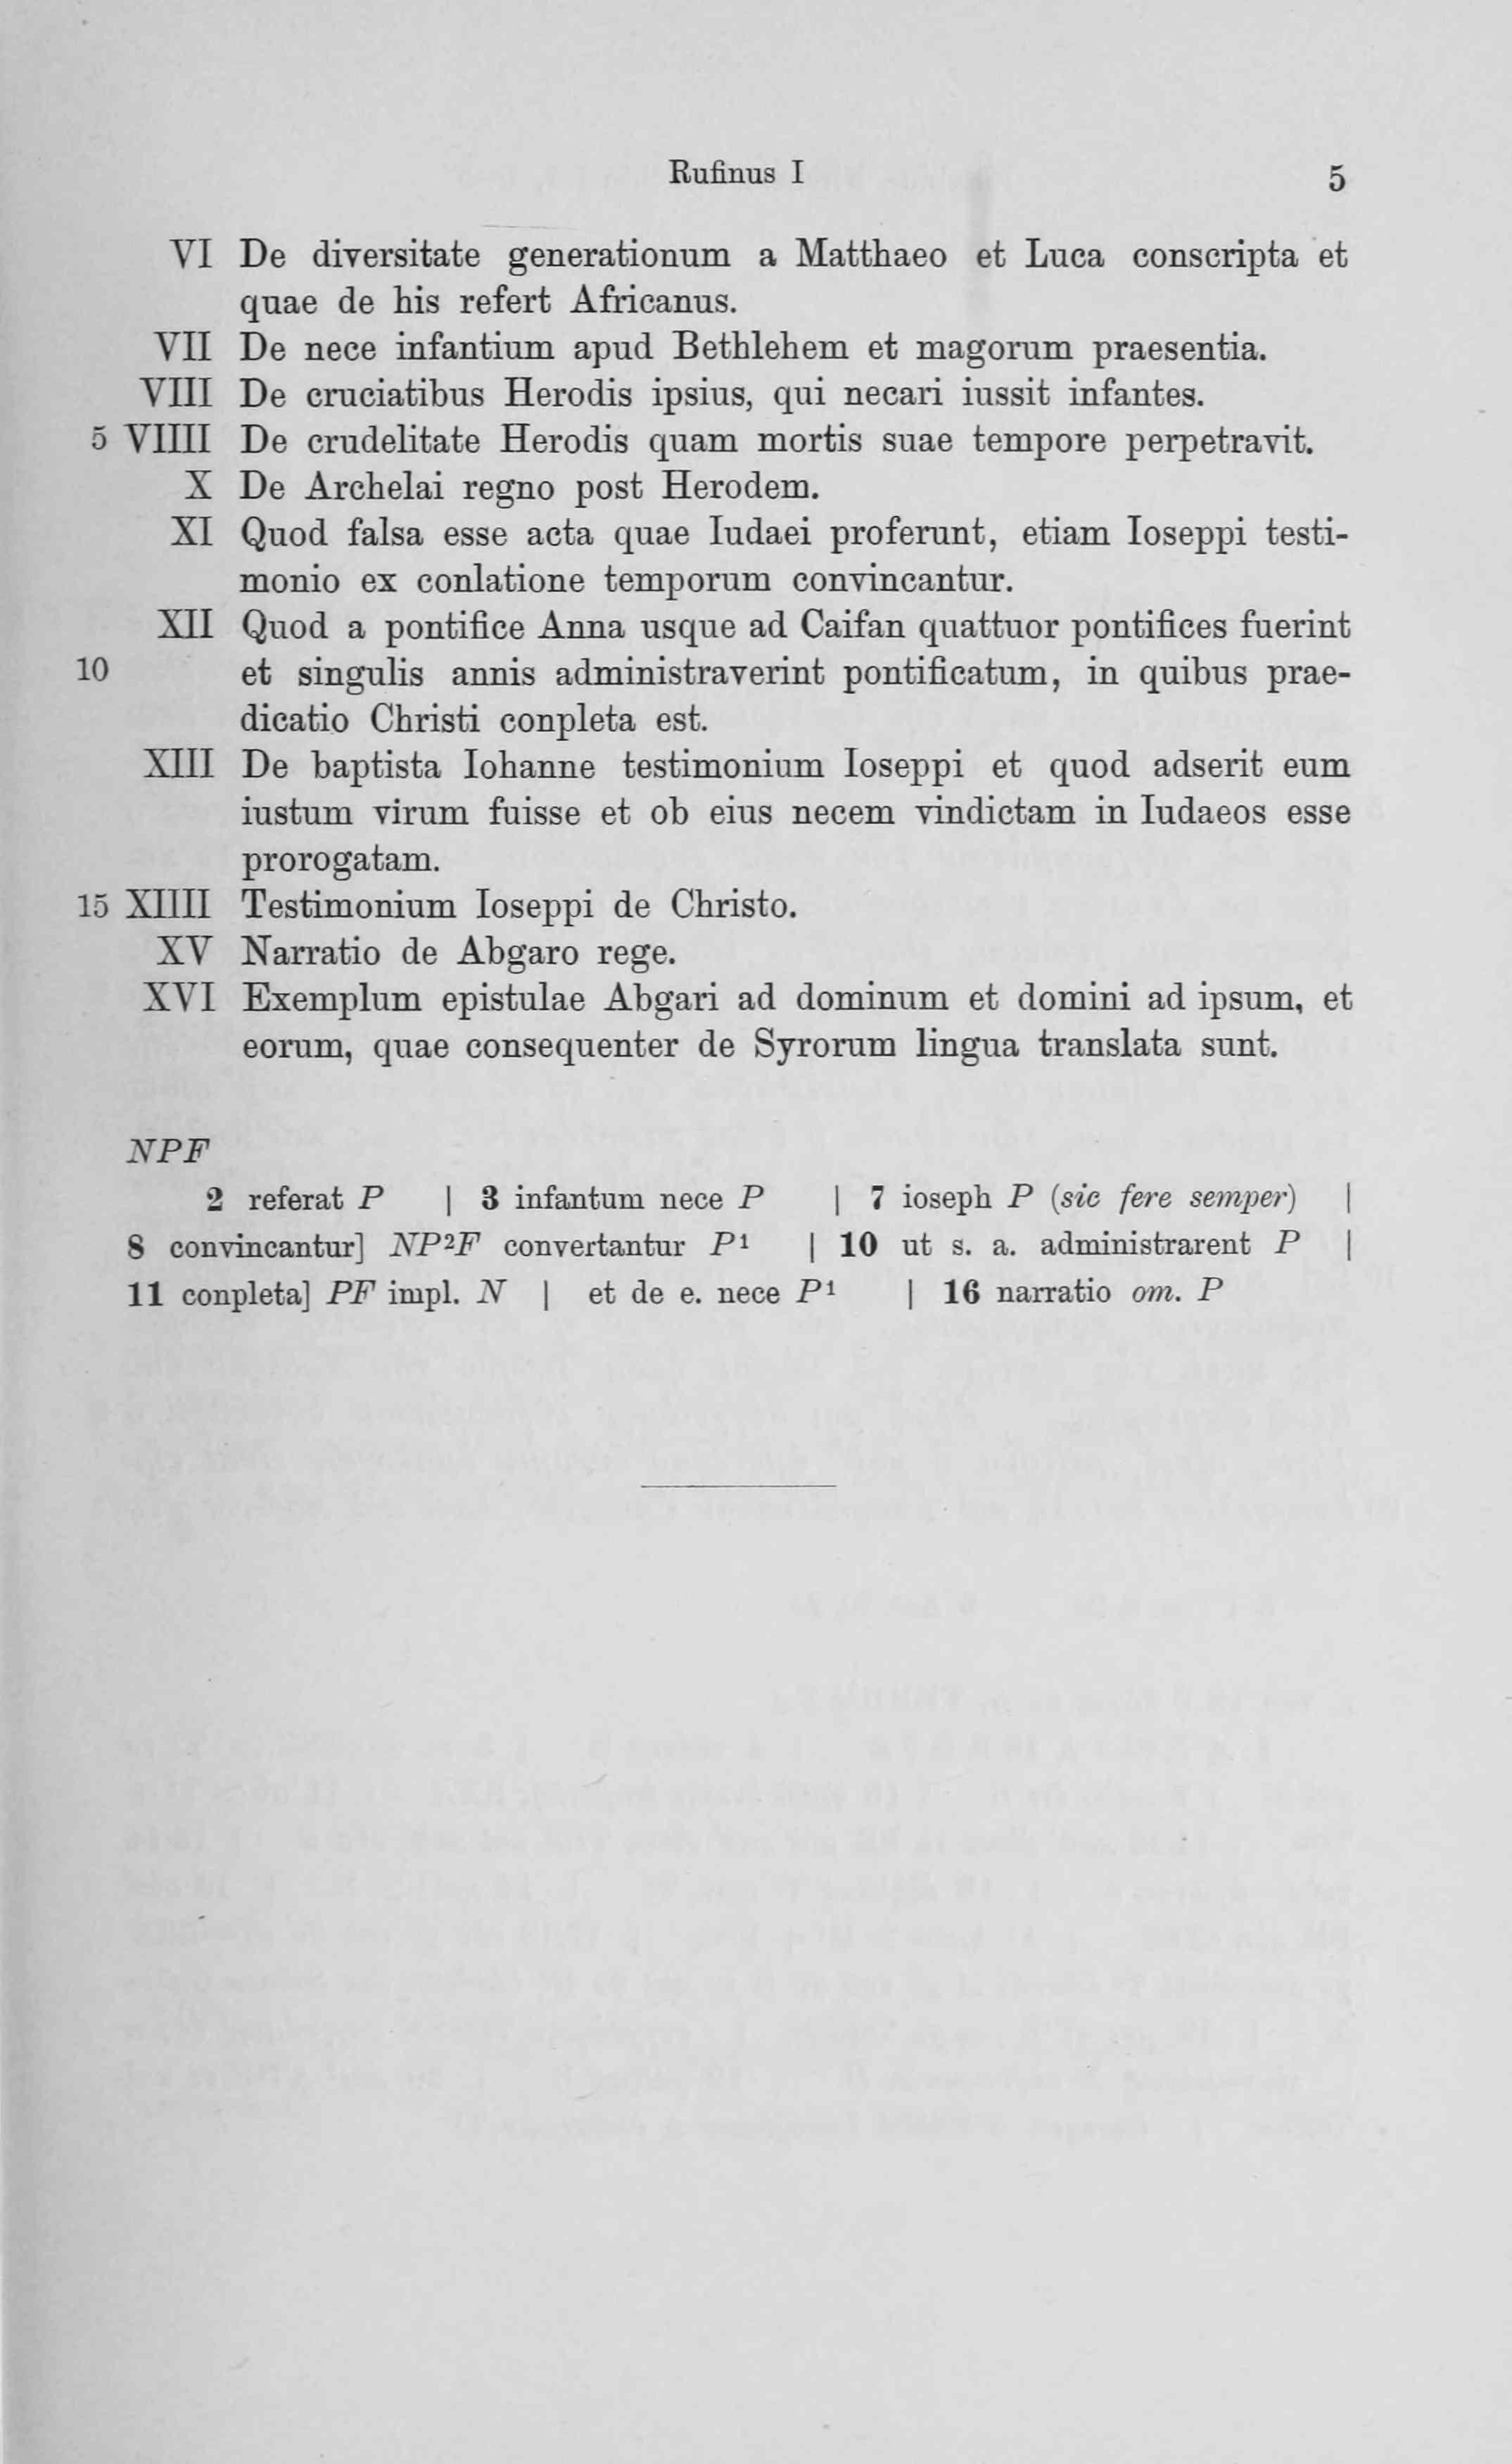 Rufinus I 5
VI De diversitate generationum a Matthaeo et Luca conscripta et
quae de his refert Africanus.
VII De nece infantium apud Bethlehem et magorum praesentia.
VIII De cruciatibus Herodis ipsius, qui necari iussit infantes.
5 VIIII De crudelitate Herodis quam mortis suae tempore perpetravit.
X De Archelai regno post Herodem.
XI Quod falsa esse acta quae Iudaei proferunt, etiam Ioseppi testi-
monio ex conlatione temporum convincantur.
XII Quod a pontifice Anna usque ad Caifan quattuor pontifices fuerint
10 et singulis annis administraverint pontificatum, in quibus prae-
dicatio Christi conpleta est.
XIII De baptista Iohanne testimonium Ioseppi et quod adserit eum
iustum virum fuisse et ob eius necem vindictam in Iudaeos esse
prorogatam.
15 XIIII Testimonium Ioseppi de Christo.
XV Narratio de Abgaro rege.
XVI Exemplum epistulae Abgari ad dominum et domini ad ipsum, et
eorum, quae consequenter de Syrorum lingua translata sunt.
NPF
2 referat P | 3 infantum nece P | 7 ioseph P (sic fere semper) |
8 convincantur] NP² F convertantur P¹ | 10 ut s. a. administrarent P |
11 conpleta] PF impl. N | et de e. nece P¹ | 16 narratio om. P